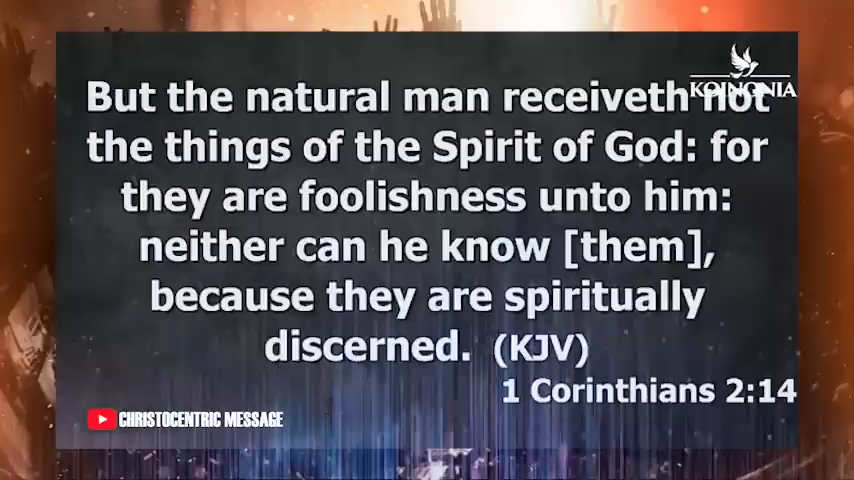 KOINONIA
But the natural man receiveth not
the things of the Spirit of God: for
they are foolishness unto him:
neither can he know [them],
because they are spiritually
discerned. (KJV)
1 Corinthians 2:14
CHRISTOCENTRIC MESSAGE